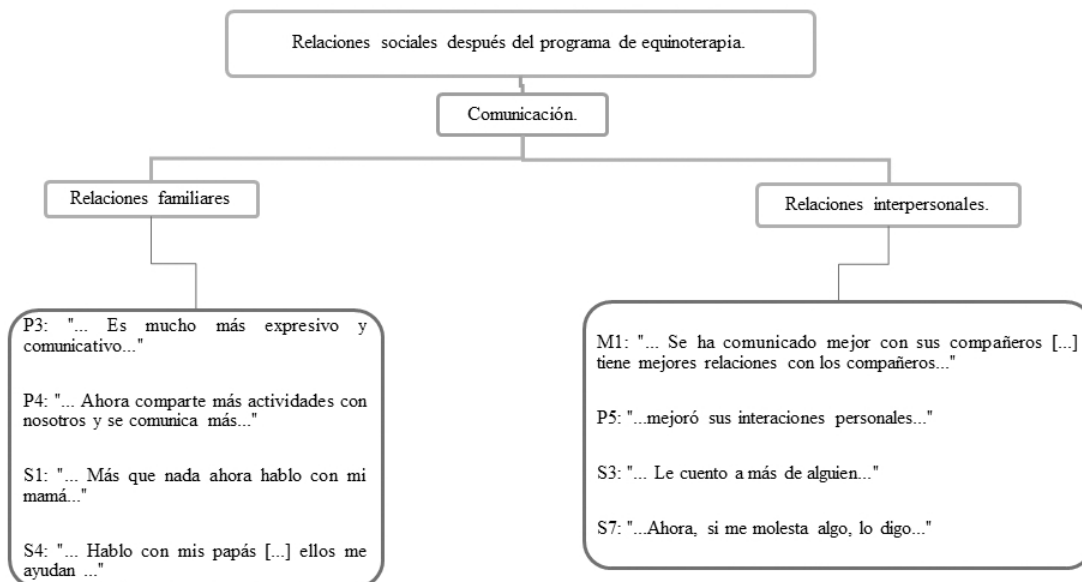 Relaciones sociales después del programa de equinoterapia.
Comunicación.
Relaciones familiares
Relaciones interpersonales.
P3: "... Es mucho más expresivo y
comunicativo..."
P4: "... Ahora comparte más actividades con
nosotros y se comunica más..."
S1: "... Más que nada ahora hablo con mi
mamá..."
S4: "... Hablo con mis papás [...] ellos me
ayudan ..."
M1: "... Se ha comunicado mejor con sus compañeros [...]
tiene mejores relaciones con los compañeros..."
P5: "...mejoró sus interaciones personales..."
S3: "... Le cuento a más de alguien..."
S7: "...Ahora, si me molesta algo, lo digo..."